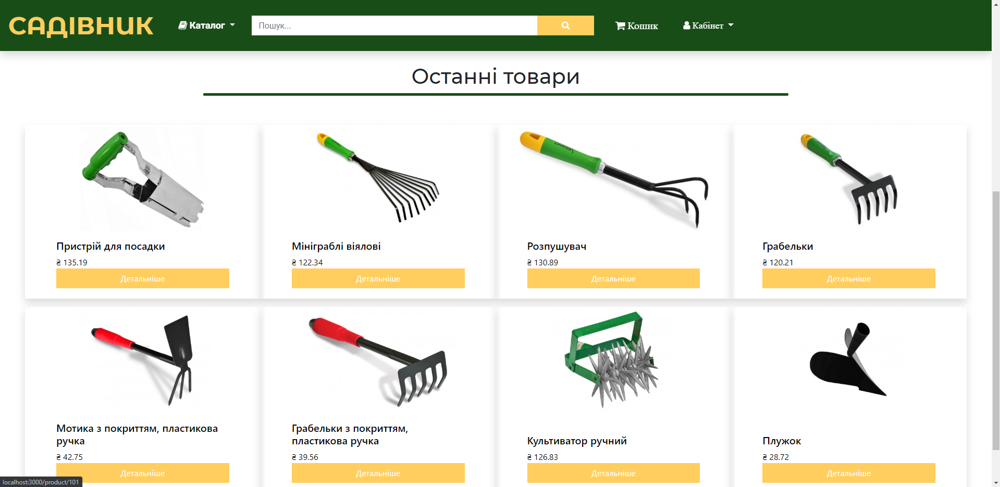 САДІВНИК
Каталог
Пошук...
Кошик
Кабінет
Останні товари
Пристрій для посадки
₴ 135.19
Детальніше
Мініграблі віялові
₴ 122.34
Детальніше
Розпушувач
₴ 130.89
Детальніше
Грабельки
₴ 120.21
Детальніше
Мотика з покриттям, пластикова
ручка
₴ 42.75
Детальніше
Грабельки з покриттям,
пластикова ручка
₴ 39.56
Детальніше
Культиватор ручний
₴ 126.83
Детальніше
Плужок
₴ 28.72
Детальніше
localhost:3000/product/101